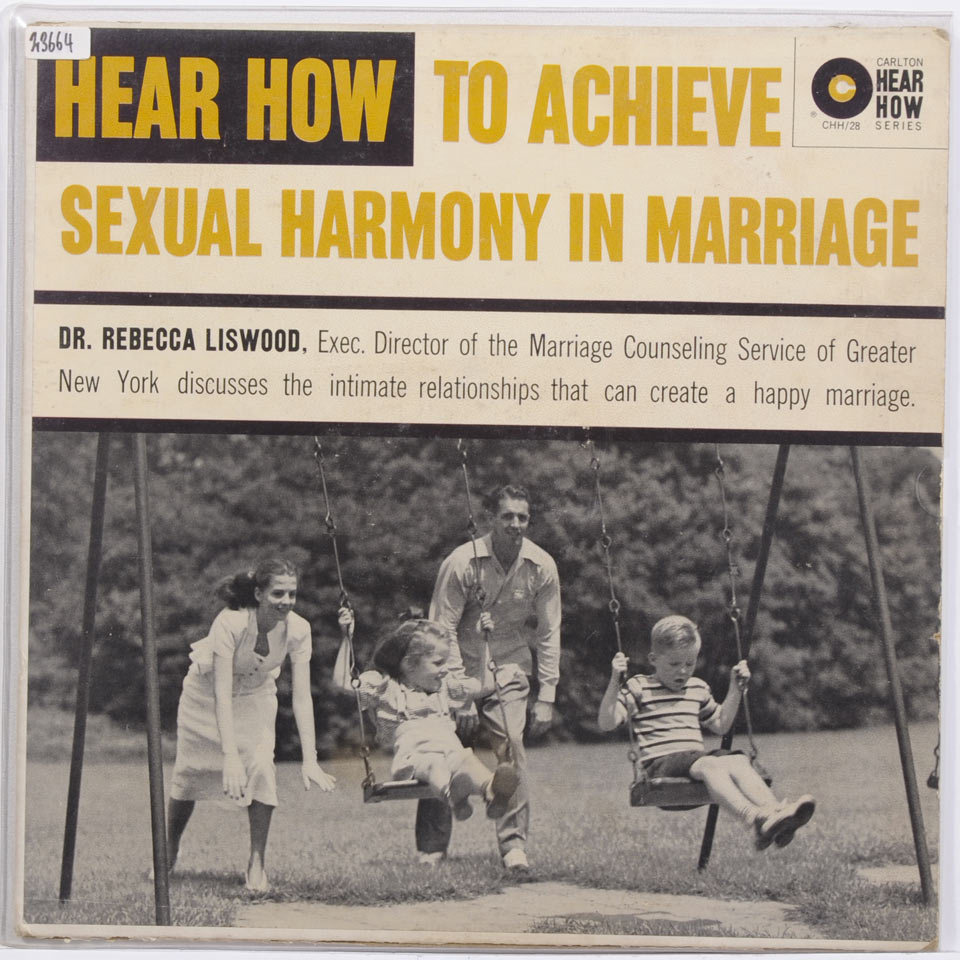 23664
HEAR HOW TO ACHIEVE
SEXUAL HARMONY IN MARRIAGE
C
CARLTON
HEAR
HOW
SERIES
® CHH/28
DR. REBECCA LISWOOD, Exec. Director of the Marriage Counseling Service of Greater
New York discusses the intimate relationships that can create a happy marriage.